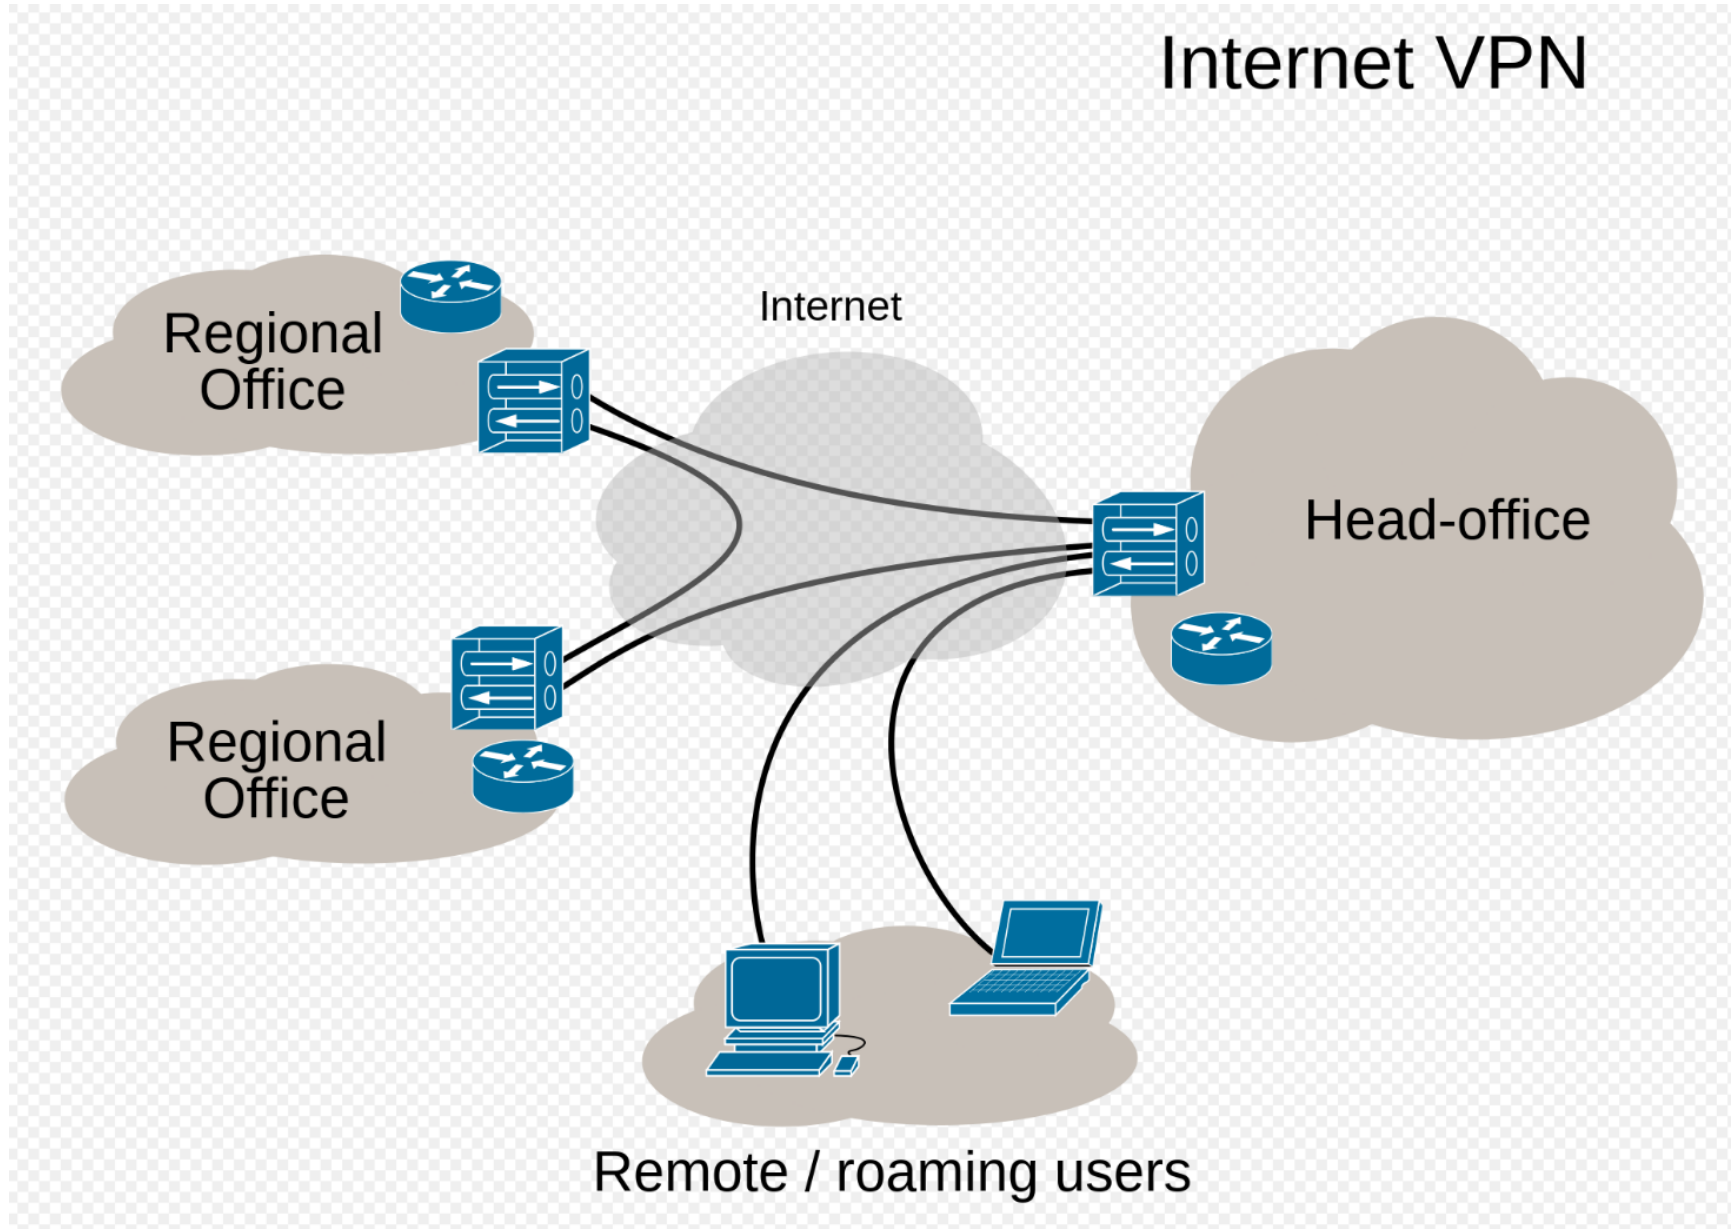 Internet VPN
Regional
Office
Internet
Head-office
Regional
Office
Remote / roaming users